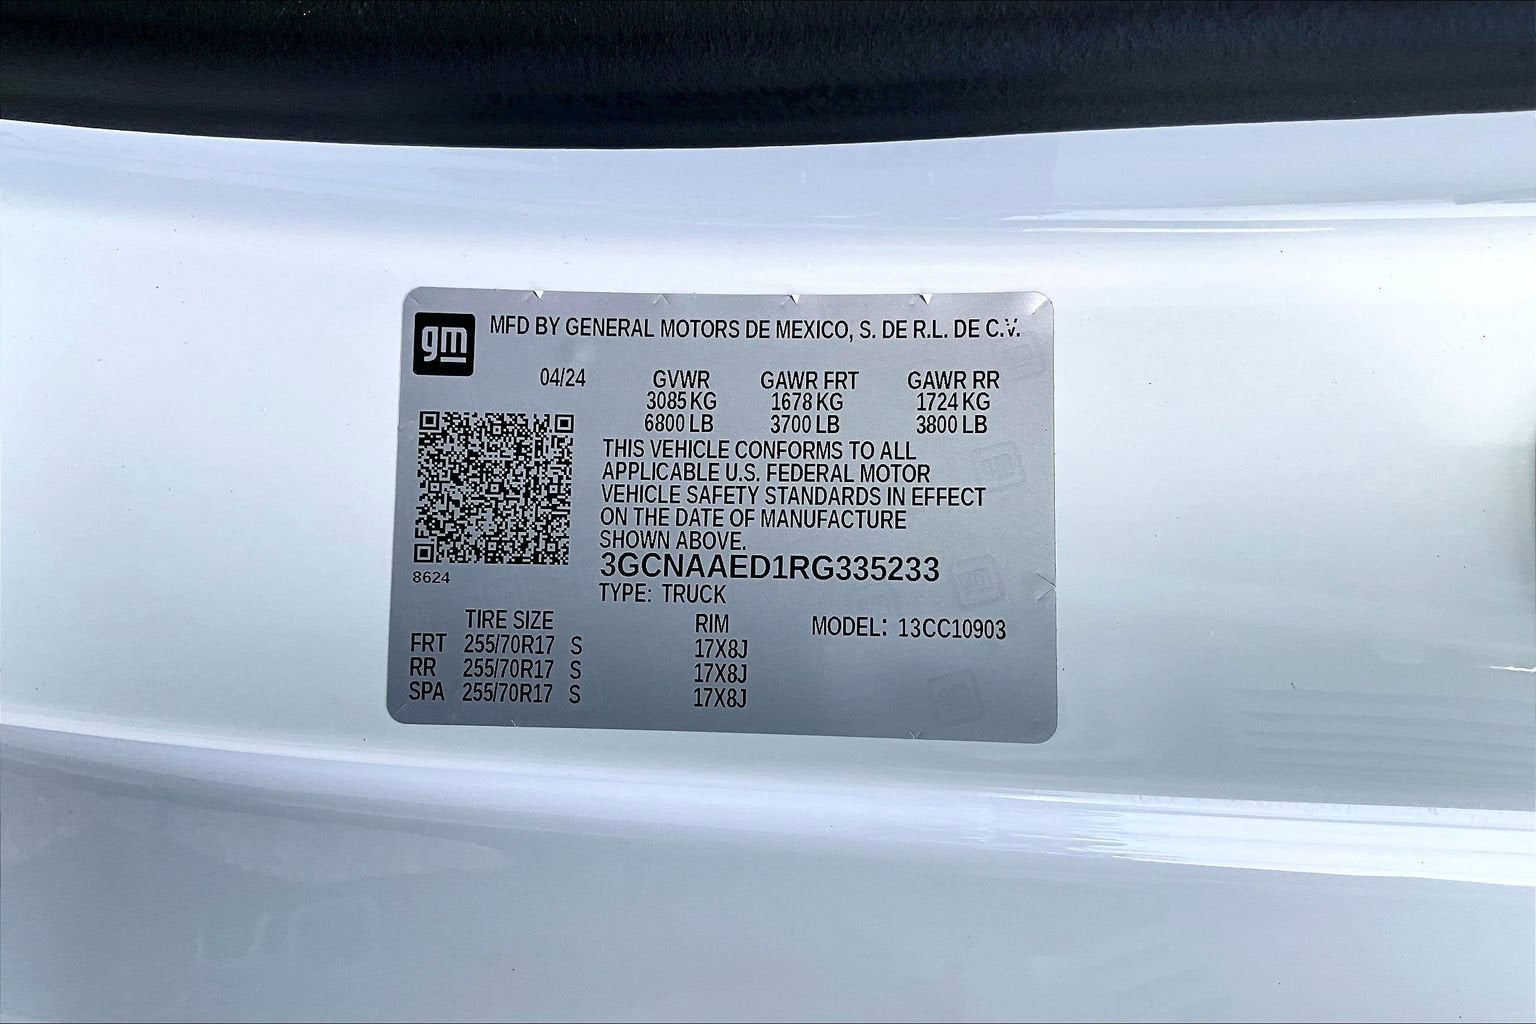 gm
MFD BY GENERAL MOTORS DE MEXICO, S. DE R.L. DE C.V.
04/24 GVWR GAWR FRT GAWR RR
3085 KG 1678 KG 1724 KG
6800 LB 3700 LB 3800 LB
THIS VEHICLE CONFORMS TO ALL
APPLICABLE U.S. FEDERAL MOTOR
VEHICLE SAFETY STANDARDS IN EFFECT
ON THE DATE OF MANUFACTURE
SHOWN ABOVE.
3GCNAAED1RG335233
8624
TYPE: TRUCK
TIRE SIZE RIM MODEL: 13CC10903
FRT 255/70R17 S 17X8J
RR 255/70R17 S 17X8J
SPA 255/70R17 S 17X8J